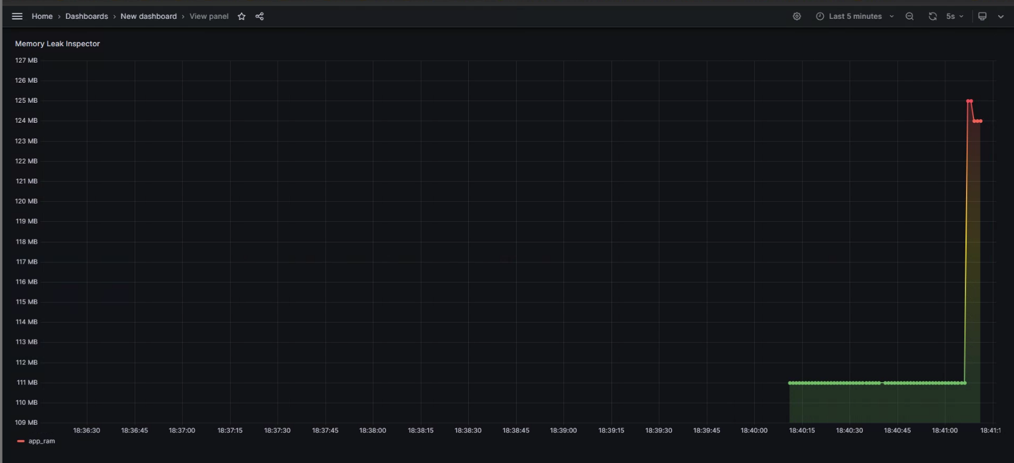 Home > Dashboards > New dashboard > View panel Last 5 minutes 5s
Memory Leak Inspector
127 MB
126 MB
125 MB
124 MB
123 MB
122 MB
121 MB
120 MB
119 MB
118 MB
117 MB
116 MB
115 MB
114 MB
113 MB
112 MB
111 MB
110 MB
109 MB
18:36:30 18:36:45 18:37:00 18:37:15 18:37:30 18:37:45 18:38:00 18:38:15 18:38:30 18:38:45 18:39:00 18:39:15 18:39:30 18:39:45 18:40:00 18:40:15 18:40:30 18:40:45 18:41:00 18:41:1
app_ram